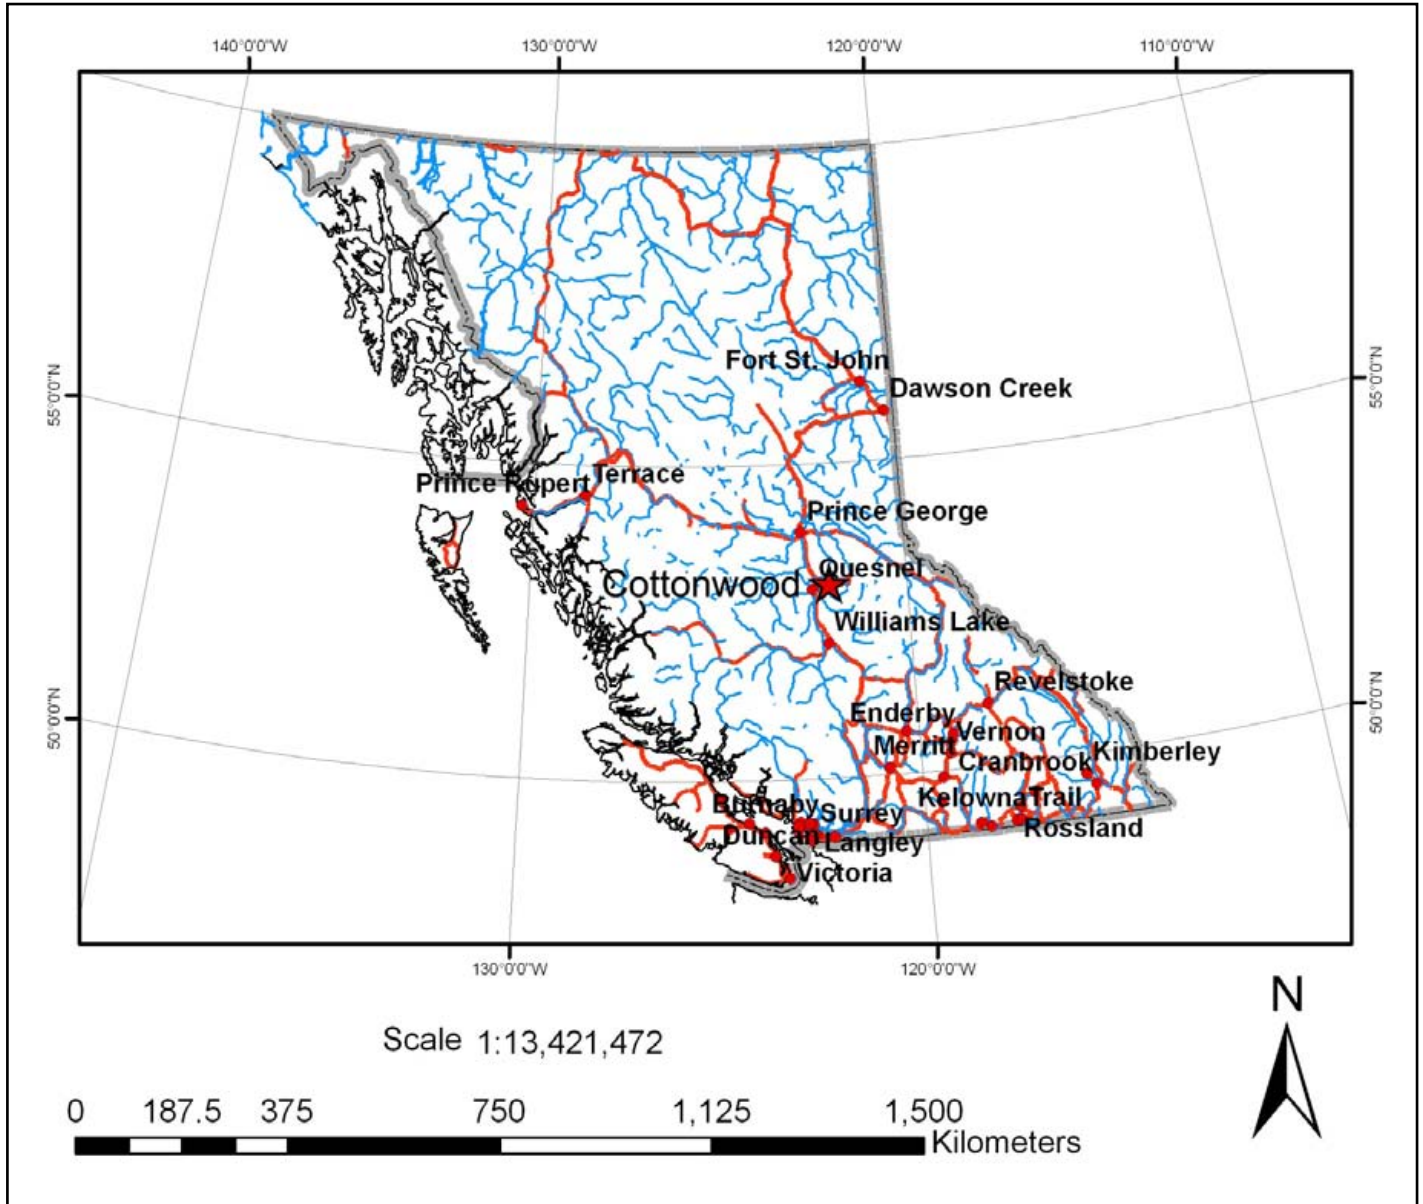 140°0'0"W 130°0'0"W 120°0'0"W 110°0'0"W
Fort St. John
55°0'0"N
Dawson Creek
55°0'0"N
Terrace
Prince Rupert
Prince George
Quesnel
Cottonwood
Williams Lake
Revelstoke
50°0'0"N
50°0'0"N
Enderby
Vernon
Merritt
Kimberley
Cranbrook
Kelowna Trail
Burnaby Surrey
Rossland
Duncan Langley
Victoria
130°0'0"W 120°0'0"W
N
Scale 1:13,421,472
0 187.5 375 750 1,125 1,500
Kilometers